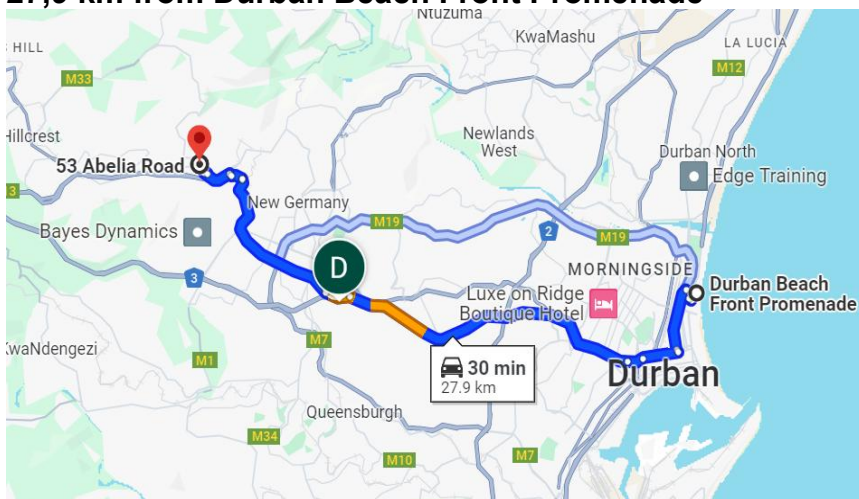 27,9 km from Durban Beach Front Promenade
Ntuzuma
KwaMashu
HILL
LA LUCIA
M33
M12
Hillcrest
Newlands
West
53 Abelia Road
Durban North
Edge Training
3
New Germany
Bayes Dynamics
M19
2
M19
D
MORNINGSIDE
3
Luxe on Ridge
Boutique Hotel
Durban Beach
Front Promenade
M7
KwaNdengezi
M1
30 min
27.9 km
Durban
Queensburgh
M34
M10
M7